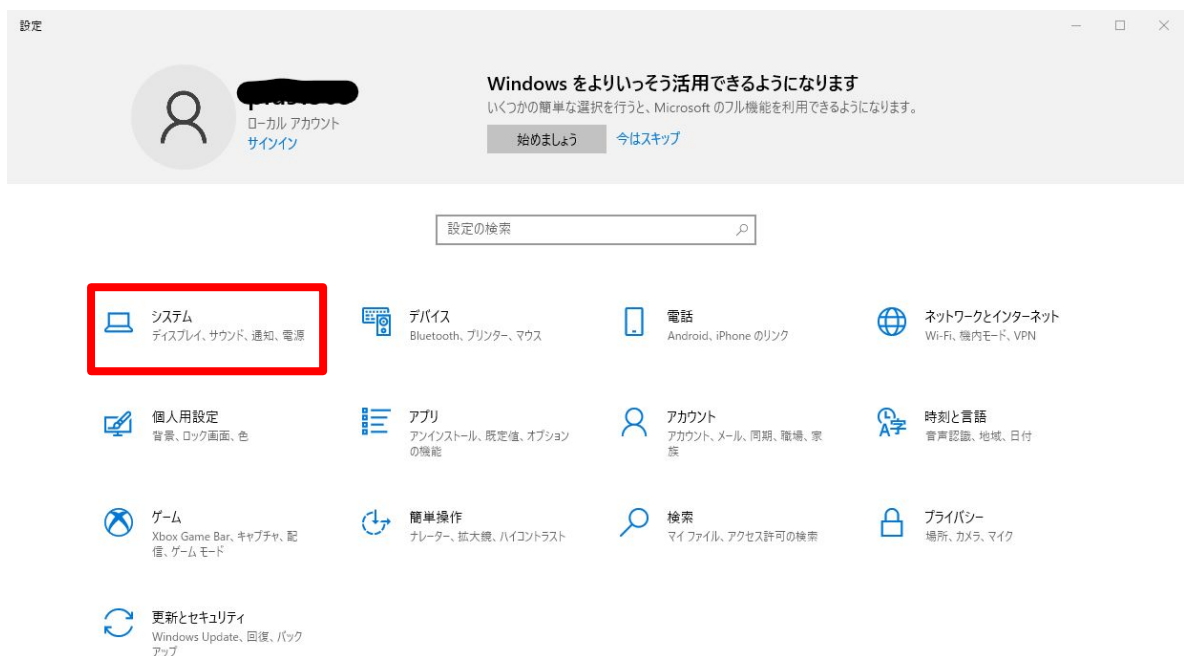 設定
Windows をよりいっそう活用できるようになります
いくつかの簡単な選択を行うと、Microsoft のフル機能を利用できるようになります。
ローカル アカウント
サインイン
始めましょう
今はスキップ
設定の検索
システム
ディスプレイ、サウンド、通知、電源
デバイス
Bluetooth、プリンター、マウス
電話
Android、iPhone のリンク
ネットワークとインターネット
Wi-Fi、機内モード、VPN
個人用設定
背景、ロック画面、色
アプリ
アンインストール、既定値、オプション
の機能
アカウント
アカウント、メール、同期、職場、家
族
時刻と言語
音声認識、地域、日付
ゲーム
Xbox Game Bar、キャプチャ、配
信、ゲーム モード
簡単操作
ナレーター、拡大鏡、ハイコントラスト
検索
マイ ファイル、アクセス許可の検索
プライバシー
場所、カメラ、マイク
更新とセキュリティ
Windows Update、回復、バック
アップ